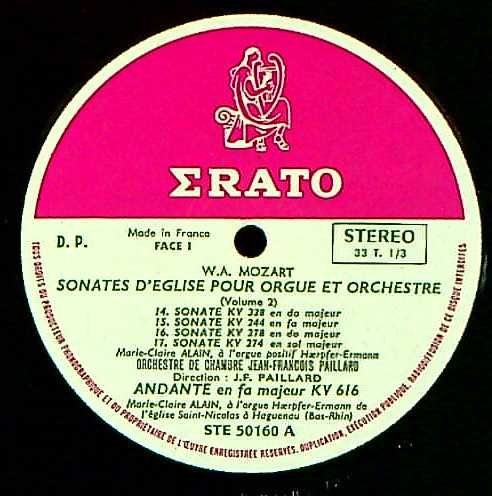 ΣRATO
D. P.
Made in France
FACE 1
STEREO
33 T. 1/3
W.A. MOZART
SONATES D'EGLISE POUR ORGUE ET ORCHESTRE
(Volume 2)
14. SONATE KV 328 en do majeur
15. SONATE KV 244 en fa majeur
16. SONATE KV 278 en do majeur
17. SONATE KV 274 en sol majeur
Marie-Claire ALAIN, à l'orgue positif Hærpfer-Ermann
ORCHESTRE DE CHAMBRE JEAN-FRANÇOIS PAILLARD
Direction : J.F. PAILLARD
ANDANTE en fa majeur KV 616
Marie-Claire ALAIN, à l'orgue Hærpfer-Ermann de
l'église Saint-Nicolas à Haguenau (Bas-Rhin)
STE 50160 A
TOUS DROITS DU PRODUCTEUR PHONOGRAPHIQUE ET DU PROPRIETAIRE DE L'ŒUVRE ENREGISTRÉE RESERVÉS. DUPLICATION, EXÉCUTION PUBLIQUE, RADIODIFFUSION DE CE DISQUE INTERDITES